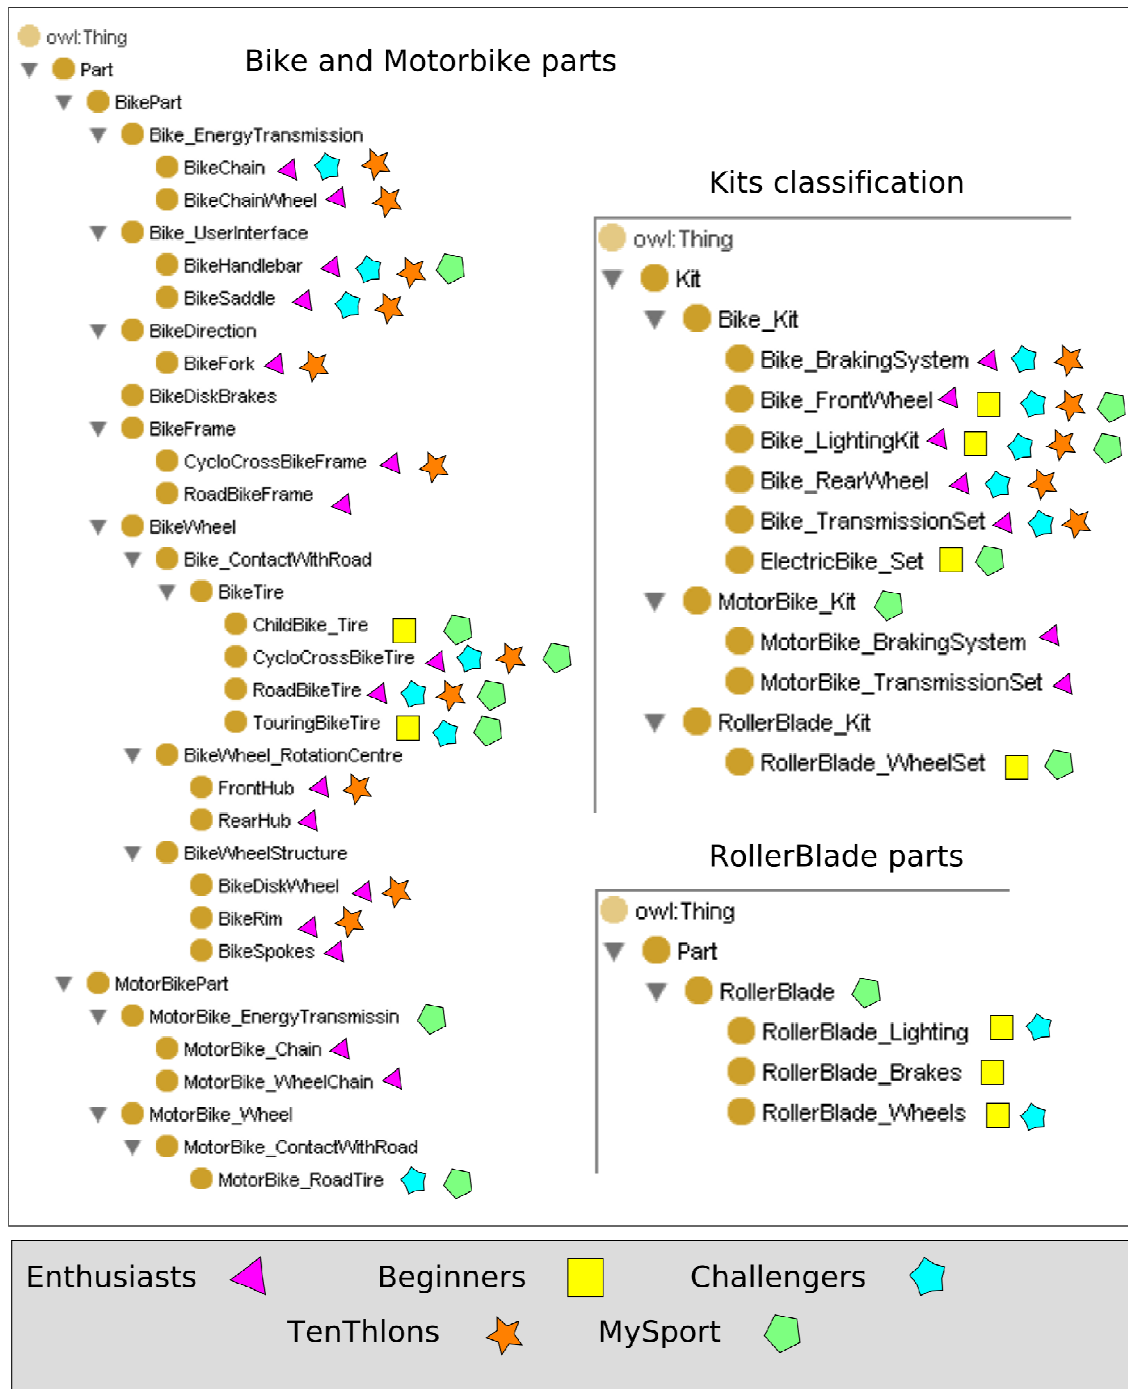 owl:Thing
Bike and Motorbike parts
Part
BikePart
Bike_EnergyTransmission
BikeChain
BikeChainWheel
Bike_UserInterface
BikeHandlebar
BikeSaddle
BikeDirection
BikeFork
BikeDiskBrakes
BikeFrame
CycloCrossBikeFrame
RoadBikeFrame
BikeWheel
Bike_ContactWithRoad
BikeTire
ChildBike_Tire
CycloCrossBikeTire
RoadBikeTire
TouringBikeTire
BikeWheel_RotationCentre
FrontHub
RearHub
BikeWheelStructure
BikeDiskWheel
BikeRim
BikeSpokes
MotorBikePart
MotorBike_EnergyTransmissin
MotorBike_Chain
MotorBike_WheelChain
MotorBike_Wheel
MotorBike_ContactWithRoad
MotorBike_RoadTire
Kits classification
owl:Thing
Kit
Bike_Kit
Bike_BrakingSystem
Bike_FrontWheel
Bike_LightingKit
Bike_RearWheel
Bike_TransmissionSet
ElectricBike_Set
MotorBike_Kit
MotorBike_BrakingSystem
MotorBike_TransmissionSet
RollerBlade_Kit
RollerBlade_WheelSet
RollerBlade parts
owl:Thing
Part
RollerBlade
RollerBlade_Lighting
RollerBlade_Brakes
RollerBlade_Wheels
Enthusiasts Beginners Challengers
TenThlons MySport